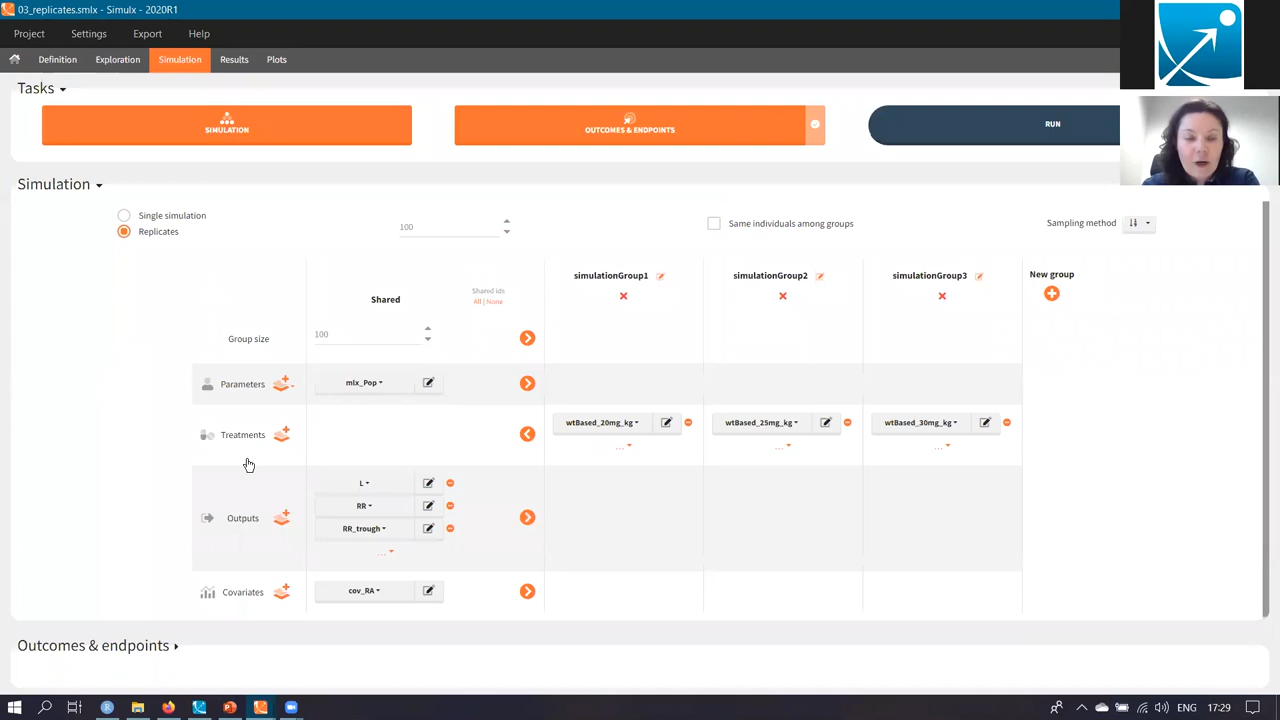 03_replicates.smlx - Simulx - 2020R1
Project Settings Export Help
Definition Exploration Simulation Results Plots
Tasks
SIMULATION
OUTCOMES & ENDPOINTS
RUN
Simulation
Single simulation
Replicates
100
Same individuals among groups
Sampling method
Shared
Shared ids
All | None
simulationGroup1
simulationGroup2
simulationGroup3
New group
Group size
100
Parameters
mlx_Pop
Treatments
wtBased_20mg_kg
wtBased_25mg_kg
wtBased_30mg_kg
...
...
...
Outputs
L
RR
RR_trough
...
Covariates
cov_RA
Outcomes & endpoints
ENG 17:29